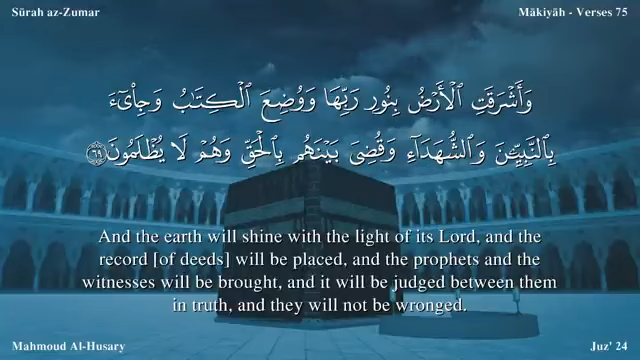 Sūrah az-Zumar
Mākiyāh - Verses 75
وَأَشْرَقَتِ ٱلْأَرْضُ بِنُورِ رَبِّهَا وَوُضِعَ ٱلْكِتَـٰبُ وَجِا۟ىٓءَ
بِٱلنَّبِيِّـۧنَ وَٱلشُّهَدَآءِ وَقُضِىَ بَيْنَهُم بِٱلْحَقِّ وَهُمْ لَا يُظْلَمُونَ ٦٩
And the earth will shine with the light of its Lord, and the
record [of deeds] will be placed, and the prophets and the
witnesses will be brought, and it will be judged between them
in truth, and they will not be wronged.
Mahmoud Al-Husary
Juz' 24